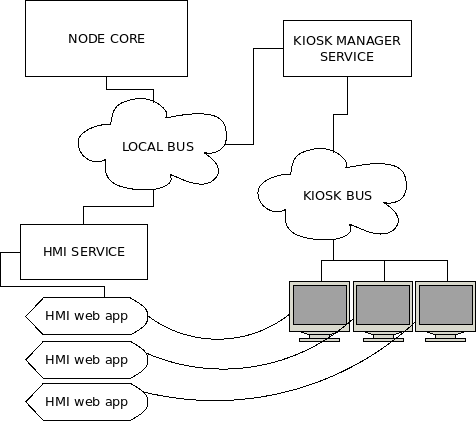 NODE CORE
KIOSK MANAGER
SERVICE
LOCAL BUS
KIOSK BUS
HMI SERVICE
HMI web app
HMI web app
HMI web app